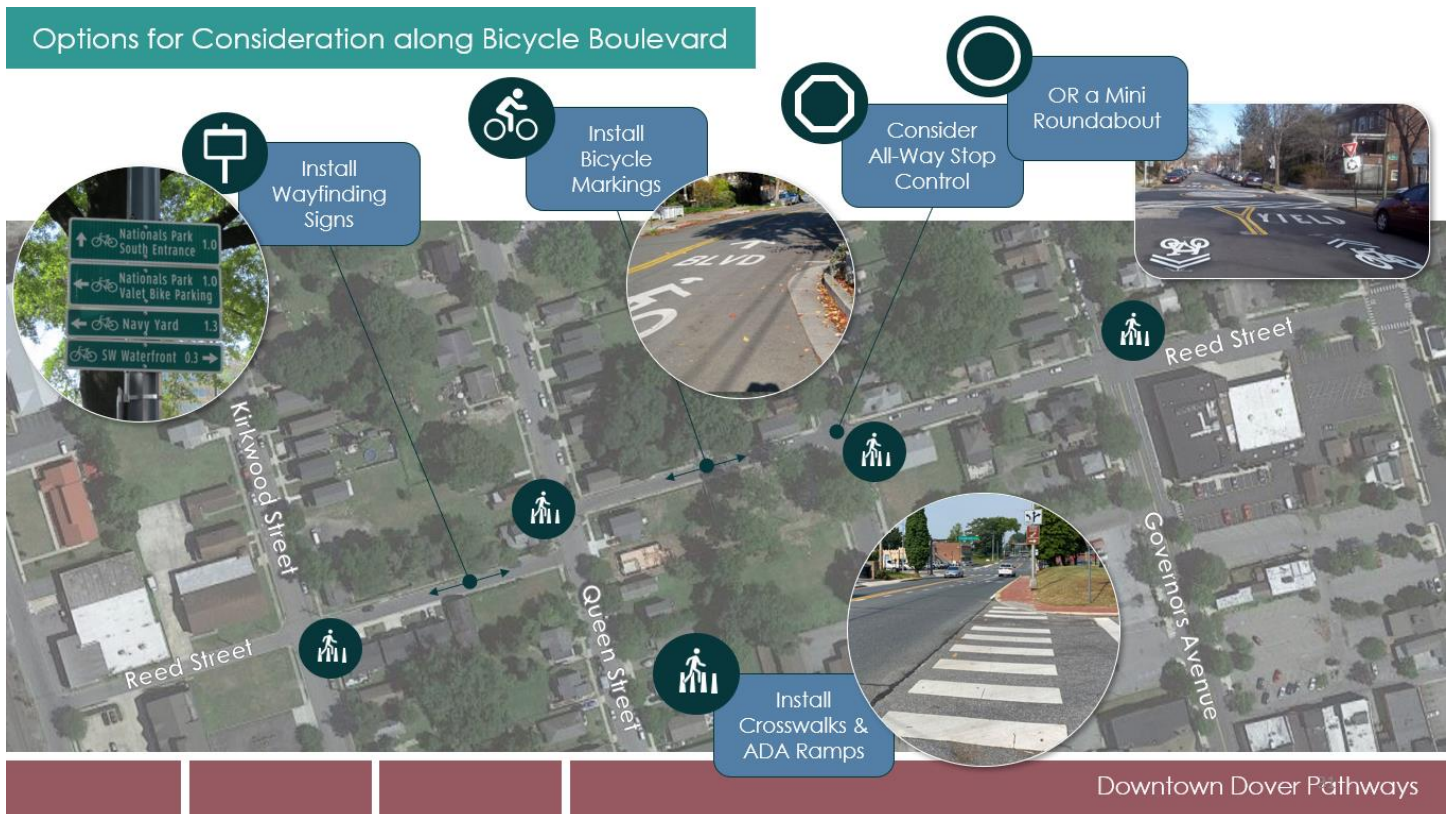 Options for Consideration along Bicycle Boulevard
Install
Wayfinding
Signs
Install
Bicycle
Markings
Consider
All-Way Stop
Control
OR a Mini
Roundabout
Nationals Park 1.0
South Entrance
Nationals Park 1.0
Valet Bike Parking
Navy Yard 1.3
SW Waterfront 0.3
BLVD
YIELD
Reed Street
Kirkwood Street
Queen Street
Governors Avenue
Reed Street
Install
Crosswalks &
ADA Ramps
Downtown Dover Pathways